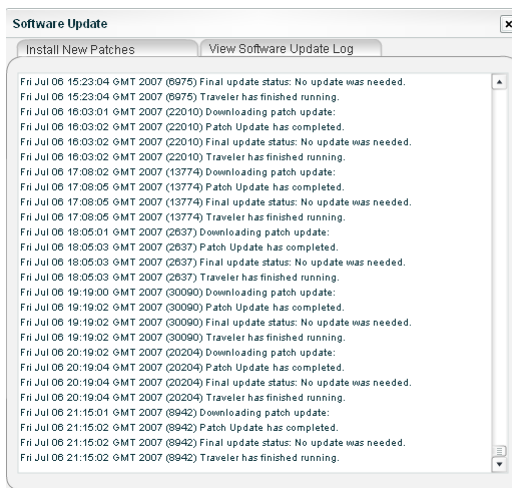 Software Update
Install New Patches
View Software Update Log
Fri Jul 06 15:23:04 GMT 2007 (6975) Final update status: No update was needed.
Fri Jul 06 15:23:04 GMT 2007 (6975) Traveler has finished running.
Fri Jul 06 16:03:01 GMT 2007 (22010) Downloading patch update:
Fri Jul 06 16:03:02 GMT 2007 (22010) Patch Update has completed.
Fri Jul 06 16:03:02 GMT 2007 (22010) Final update status: No update was needed.
Fri Jul 06 16:03:02 GMT 2007 (22010) Traveler has finished running.
Fri Jul 06 17:08:02 GMT 2007 (13774) Downloading patch update:
Fri Jul 06 17:08:05 GMT 2007 (13774) Patch Update has completed.
Fri Jul 06 17:08:05 GMT 2007 (13774) Final update status: No update was needed.
Fri Jul 06 17:08:05 GMT 2007 (13774) Traveler has finished running.
Fri Jul 06 18:05:01 GMT 2007 (2637) Downloading patch update:
Fri Jul 06 18:05:03 GMT 2007 (2637) Patch Update has completed.
Fri Jul 06 18:05:03 GMT 2007 (2637) Final update status: No update was needed.
Fri Jul 06 18:05:03 GMT 2007 (2637) Traveler has finished running.
Fri Jul 06 19:19:00 GMT 2007 (30090) Downloading patch update:
Fri Jul 06 19:19:02 GMT 2007 (30090) Patch Update has completed.
Fri Jul 06 19:19:02 GMT 2007 (30090) Final update status: No update was needed.
Fri Jul 06 19:19:02 GMT 2007 (30090) Traveler has finished running.
Fri Jul 06 20:19:02 GMT 2007 (20204) Downloading patch update:
Fri Jul 06 20:19:04 GMT 2007 (20204) Patch Update has completed.
Fri Jul 06 20:19:04 GMT 2007 (20204) Final update status: No update was needed.
Fri Jul 06 20:19:04 GMT 2007 (20204) Traveler has finished running.
Fri Jul 06 21:15:01 GMT 2007 (8942) Downloading patch update:
Fri Jul 06 21:15:02 GMT 2007 (8942) Patch Update has completed.
Fri Jul 06 21:15:02 GMT 2007 (8942) Final update status: No update was needed.
Fri Jul 06 21:15:02 GMT 2007 (8942) Traveler has finished running.